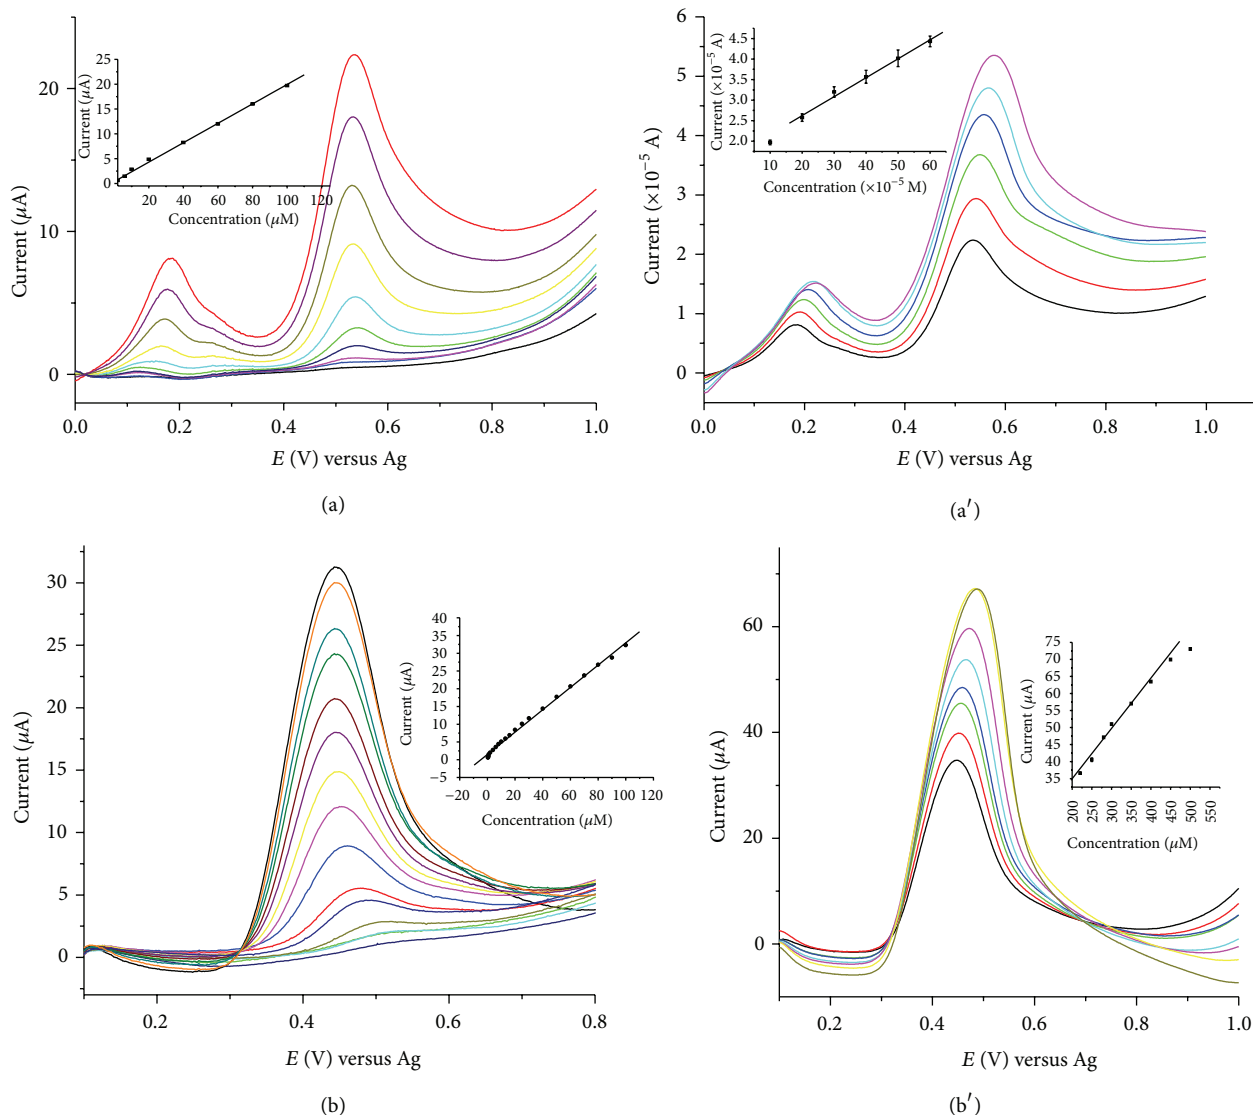 20
10
0
Current (μA)
0.0 0.2 0.4 0.6 0.8 1.0
E (V) versus Ag
25
20
15
10
5
0
Current (μA)
20 40 60 80 100 120
Concentration (μM)
(a)
6
5
4
3
2
1
0
Current (×10⁻⁵ A)
0.0 0.2 0.4 0.6 0.8 1.0
E (V) versus Ag
4.5
4.0
3.5
3.0
2.5
2.0
Current (×10⁻⁵ A)
10 20 30 40 50 60
Concentration (×10⁻⁵ M)
(a′)
30
25
20
15
10
5
0
Current (μA)
0.2 0.4 0.6 0.8
E (V) versus Ag
40
35
30
25
20
15
10
5
0
−5
Current (μA)
−20 0 20 40 60 80 100 120
Concentration (μM)
(b)
60
40
20
0
Current (μA)
0.2 0.4 0.6 0.8 1.0
E (V) versus Ag
75
70
65
60
55
50
45
40
35
Current (μA)
200 250 300 350 400 450 500 550
Concentration (μM)
(b′)